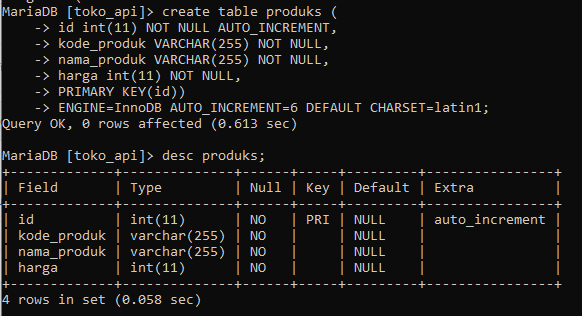 MariaDB [toko_api]> create table produks (
    -> id int(11) NOT NULL AUTO_INCREMENT,
    -> kode_produk VARCHAR(255) NOT NULL,
    -> nama_produk VARCHAR(255) NOT NULL,
    -> harga int(11) NOT NULL,
    -> PRIMARY KEY(id))
    -> ENGINE=InnoDB AUTO_INCREMENT=6 DEFAULT CHARSET=latin1;
Query OK, 0 rows affected (0.613 sec)

MariaDB [toko_api]> desc produks;
+-------------+--------------+------+-----+---------+----------------+
| Field       | Type         | Null | Key | Default | Extra          |
+-------------+--------------+------+-----+---------+----------------+
| id          | int(11)      | NO   | PRI | NULL    | auto_increment |
| kode_produk | varchar(255) | NO   |     | NULL    |                |
| nama_produk | varchar(255) | NO   |     | NULL    |                |
| harga       | int(11)      | NO   |     | NULL    |                |
+-------------+--------------+------+-----+---------+----------------+
4 rows in set (0.058 sec)